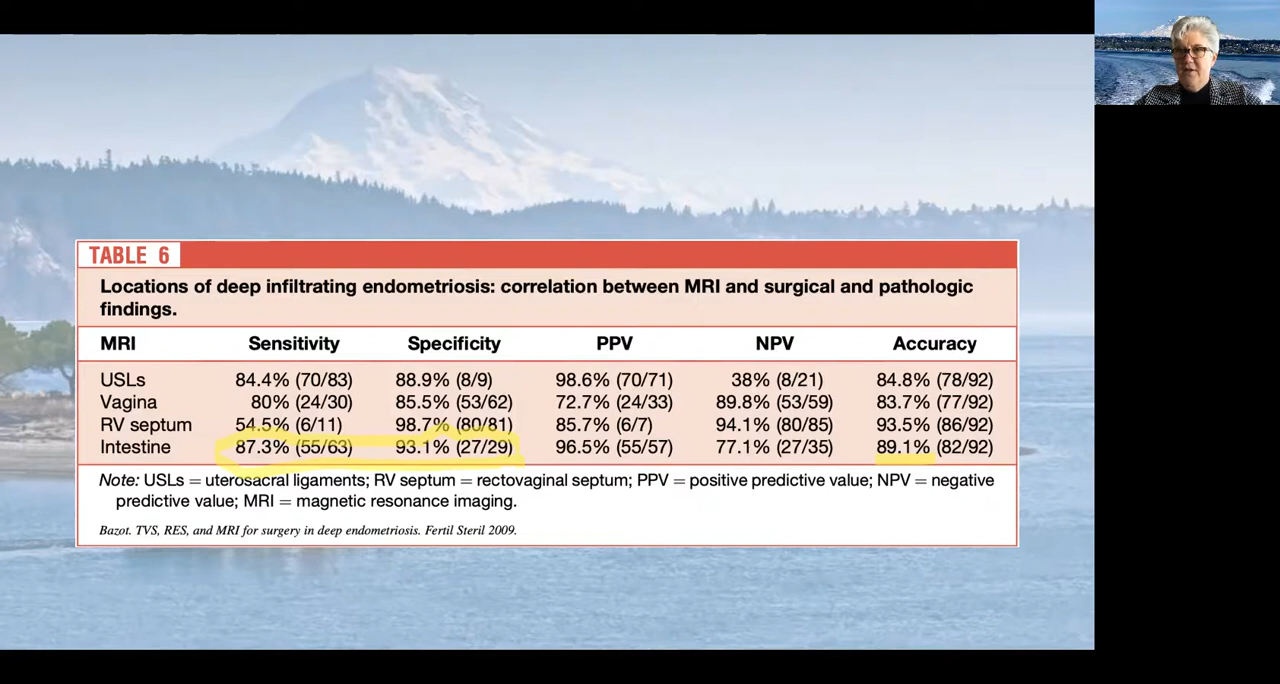 TABLE 6
Locations of deep infiltrating endometriosis: correlation between MRI and surgical and pathologic
findings.
MRI Sensitivity Specificity PPV NPV Accuracy
USLs 84.4% (70/83) 88.9% (8/9) 98.6% (70/71) 38% (8/21) 84.8% (78/92)
Vagina 80% (24/30) 85.5% (53/62) 72.7% (24/33) 89.8% (53/59) 83.7% (77/92)
RV septum 54.5% (6/11) 98.7% (80/81) 85.7% (6/7) 94.1% (80/85) 93.5% (86/92)
Intestine 87.3% (55/63) 93.1% (27/29) 96.5% (55/57) 77.1% (27/35) 89.1% (82/92)
Note: USLs = uterosacral ligaments; RV septum = rectovaginal septum; PPV = positive predictive value; NPV = negative
predictive value; MRI = magnetic resonance imaging.
Bazot. TVS, RES, and MRI for surgery in deep endometriosis. Fertil Steril 2009.